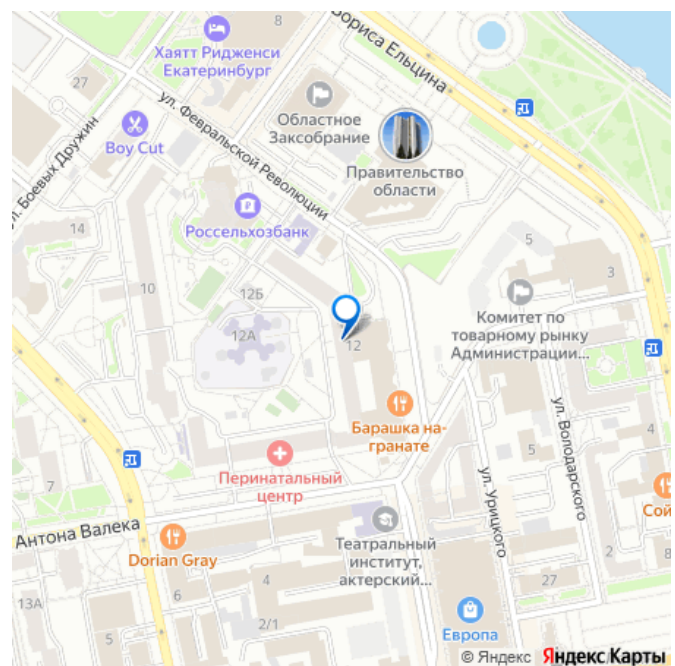 Хаятт Ридженси
Екатеринбург
27
8
Бориса Ельцина
Областное
Заксобрание
Boy Cut
ул. Февральской Революции
ул. Боевых Дружин
Правительство
области
Россельхозбанк
14
5
3
10
12Б
Комитет по
товарному рынку
Администрации...
12А
12
Барашка на-
гранате
4
Перинатальный
центр
5
ул. Володарского
ул. Урицкого
7
Антона Валека
Сой
Театральный
институт,
актерский...
Dorian Gray
6
4
27
2
8
13А
5
2/1
Европа
© Яндекс Яндекс Карты